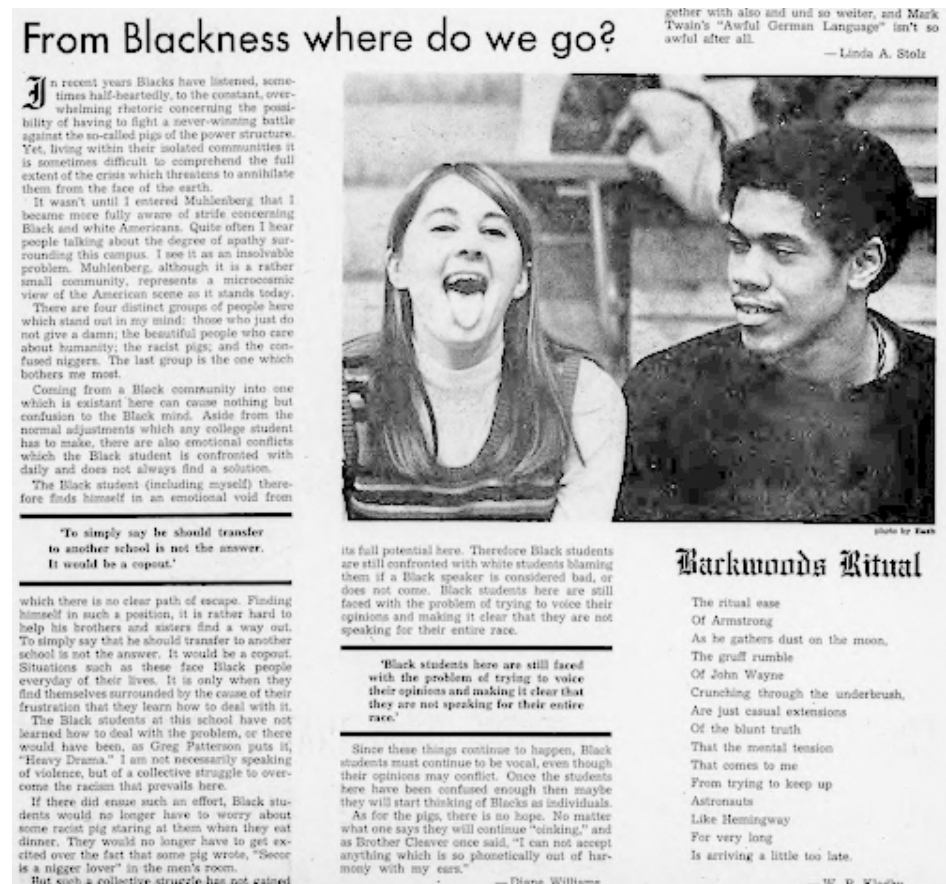 gether with also and und so weiter, and Mark
Twain's "Awful German Language" isn't so
awful after all.
— Linda A. Stolz
From Blackness where do we go?
In recent years Blacks have listened, some-
times half-heartedly, to the constant, over-
whelming rhetoric concerning the possi-
bility of having to fight a never-winning battle
against the so-called pigs of the power structure.
Yet, living within their isolated communities it
is sometimes difficult to comprehend the full
extent of the crisis which threatens to annihilate
them from the face of the earth.
It wasn't until I entered Muhlenberg that I
became more fully aware of strife concerning
Black and white Americans. Quite often I hear
people talking about the degree of apathy sur-
rounding this campus. I see it as an insolvable
problem. Muhlenberg, although it is a rather
small community, represents a microcosmic
view of the American scene as it stands today.
There are four distinct groups of people here
which stand out in my mind: those who just do
not give a damn; the beautiful people who care
about humanity; the racist pigs; and the con-
fused niggers. The last group is the one which
bothers me most.
Coming from a Black community into one
which is existant here can cause nothing but
confusion to the Black mind. Aside from the
normal adjustments which any college student
has to make, there are also emotional conflicts
which the Black student is confronted with
daily and does not always find a solution.
The Black student (including myself) there-
fore finds himself in an emotional void from
'To simply say he should transfer
to another school is not the answer.
It would be a copout.'
which there is no clear path of escape. Finding
himself in such a position, it is rather hard to
help his brothers and sisters find a way out.
To simply say that he should transfer to another
school is not the answer. It would be a copout.
Situations such as these face Black people
everyday of their lives. It is only when they
find themselves surrounded by the cause of their
frustration that they learn how to deal with it.
The Black students at this school have not
learned how to deal with the problem, or there
would have been, as Greg Patterson puts it,
"Heavy Drama." I am not necessarily speaking
of violence, but of a collective struggle to over-
come the racism that prevails here.
If there did ensue such an effort, Black stu-
dents would no longer have to worry about
some racist pig staring at them when they eat
dinner. They would no longer have to get ex-
cited over the fact that some pig wrote, "Secor
is a nigger lover" in the men's room.
But such a collective struggle has not gained
photo by
its full potential here. Therefore Black students
are still confronted with white students blaming
them if a Black speaker is considered bad, or
does not come. Black students here are still
faced with the problem of trying to voice their
opinions and making it clear that they are not
speaking for their entire race.
'Black students here are still faced
with the problem of trying to voice
their opinions and making it clear that
they are not speaking for their entire
race.'
Since these things continue to happen, Black
students must continue to be vocal, even though
their opinions may conflict. Once the students
here have been confused enough then maybe
they will start thinking of Blacks as individuals.
As for the pigs, there is no hope. No matter
what one says they will continue "oinking," and
as Brother Cleaver once said, "I can not accept
anything which is so phonetically out of har-
mony with my ears."
— Diane Williams
Backwoods Ritual
The ritual ease
Of Armstrong
As he gathers dust on the moon,
The gruff rumble
Of John Wayne
Crunching through the underbrush,
Are just casual extensions
Of the blunt truth
That the mental tension
That comes to me
From trying to keep up
Astronauts
Like Hemingway
For very long
Is arriving a little too late.
W. P.